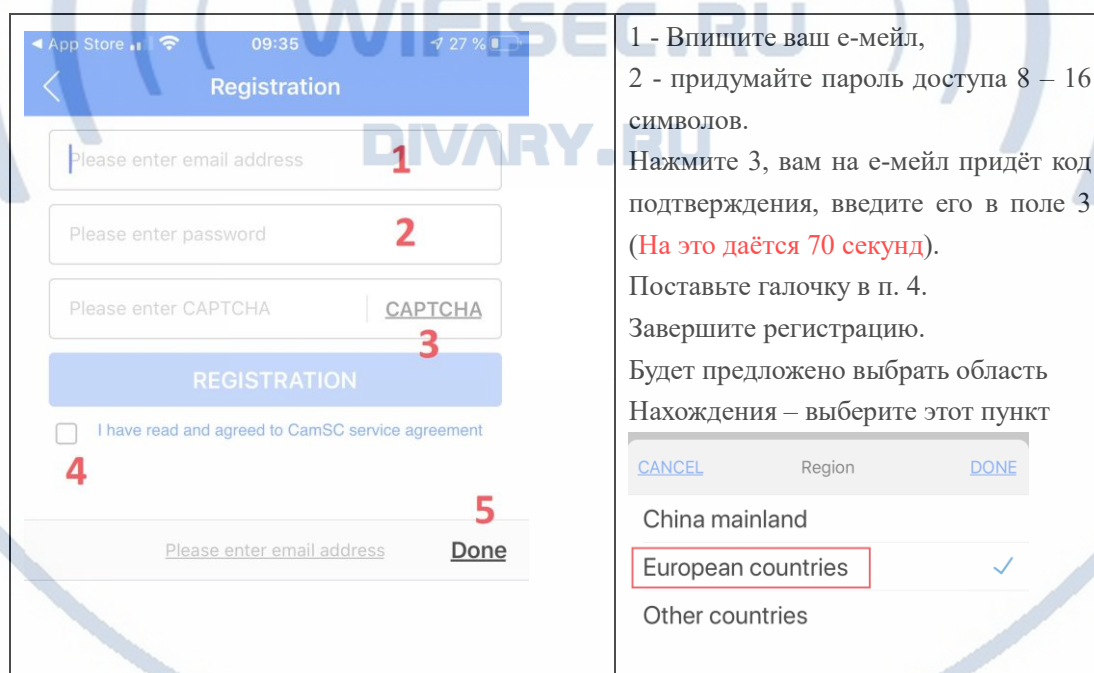 WIFISEC.RU
DIVARY.RU
App Store 09:35 27 %
Registration
Please enter email address 1
Please enter password 2
Please enter CAPTCHA CAPTCHA
3
REGISTRATION
I have read and agreed to CamSC service agreement
4
5
Please enter email address Done
1 - Впишите ваш е-мейл,
2 - придумайте пароль доступа 8 – 16
символов.
Нажмите 3, вам на е-мейл придёт код
подтверждения, введите его в поле 3
(На это даётся 70 секунд).
Поставьте галочку в п. 4.
Завершите регистрацию.
Будет предложено выбрать область
Нахождения – выберите этот пункт
CANCEL Region DONE
China mainland
European countries
Other countries